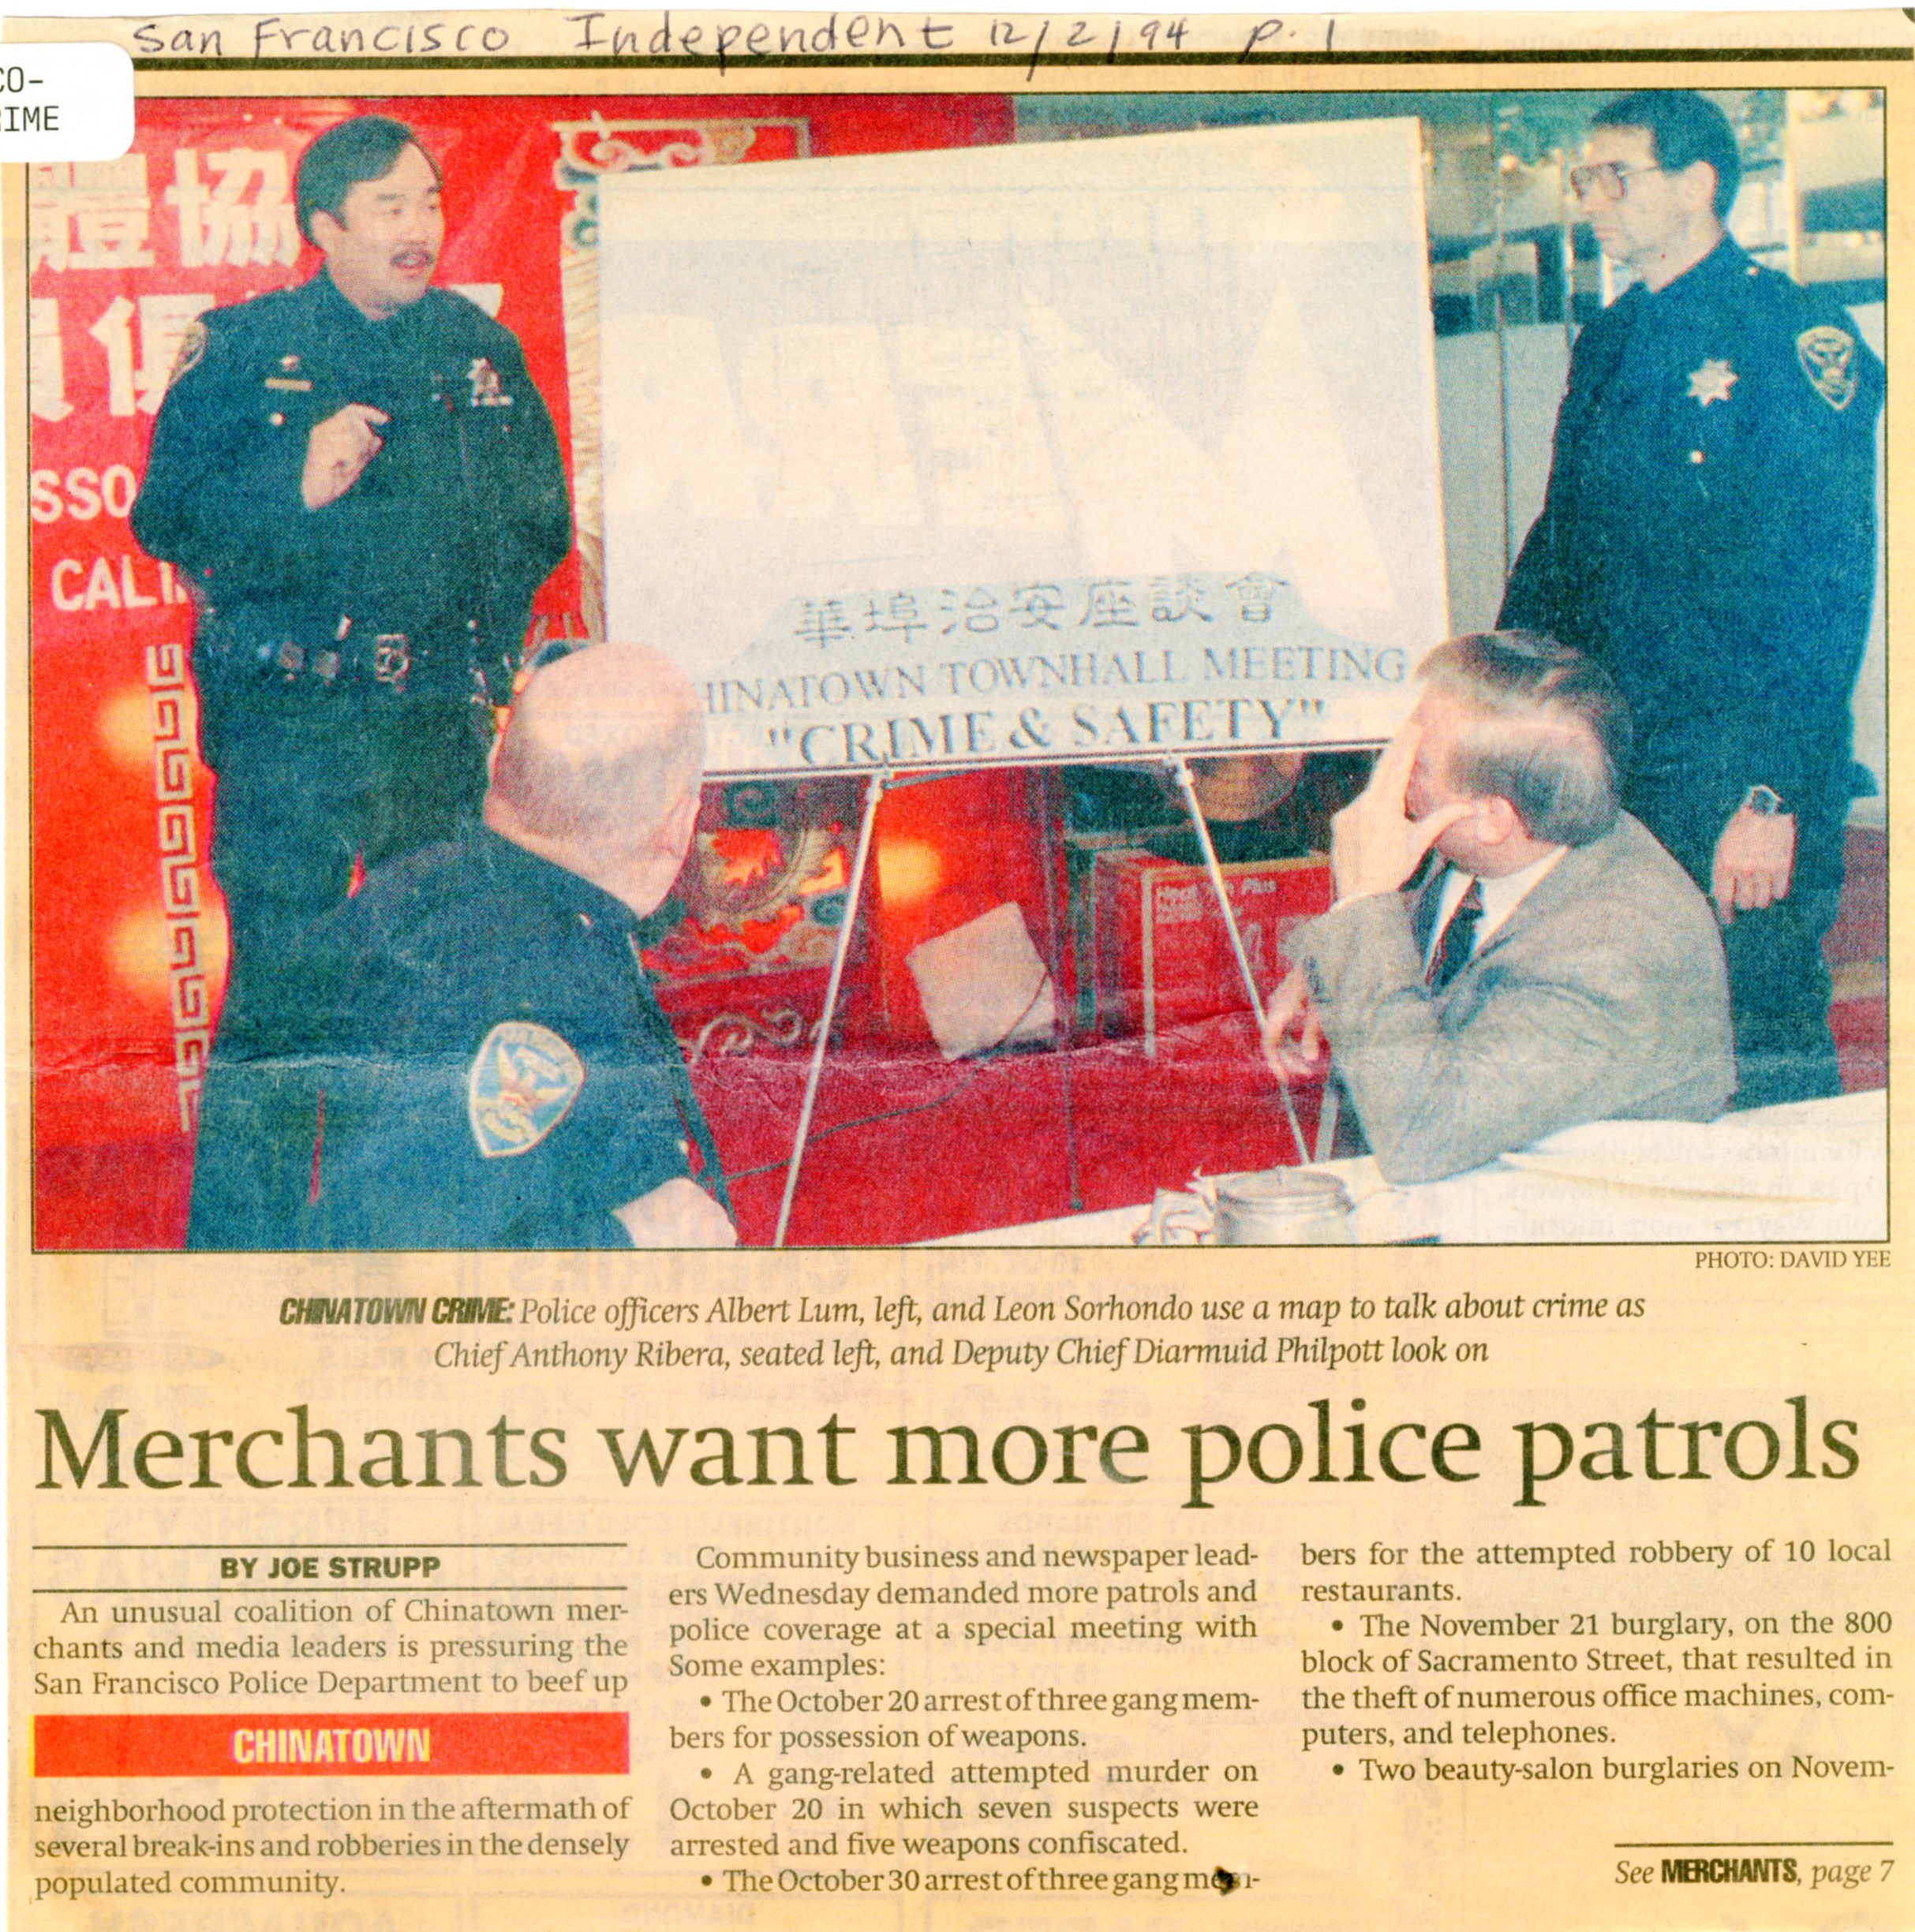 San Francisco Independent 12/2/94 p. 1
CO-
IME
體協
員俱
SSO
CALI
華埠治安座談會
HINATOWN TOWNHALL MEETING
"CRIME & SAFETY"
PHOTO: DAVID YEE
CHINATOWN CRIME: Police officers Albert Lum, left, and Leon Sorhondo use a map to talk about crime as
Chief Anthony Ribera, seated left, and Deputy Chief Diarmuid Philpott look on
Merchants want more police patrols
BY JOE STRUPP
An unusual coalition of Chinatown mer-
chants and media leaders is pressuring the
San Francisco Police Department to beef up
CHINATOWN
neighborhood protection in the aftermath of
several break-ins and robberies in the densely
populated community.
Community business and newspaper lead-
ers Wednesday demanded more patrols and
police coverage at a special meeting with
Some examples:
• The October 20 arrest of three gang mem-
bers for possession of weapons.
• A gang-related attempted murder on
October 20 in which seven suspects were
arrested and five weapons confiscated.
• The October 30 arrest of three gang mem-
bers for the attempted robbery of 10 local
restaurants.
• The November 21 burglary, on the 800
block of Sacramento Street, that resulted in
the theft of numerous office machines, com-
puters, and telephones.
• Two beauty-salon burglaries on Novem-
See MERCHANTS, page 7